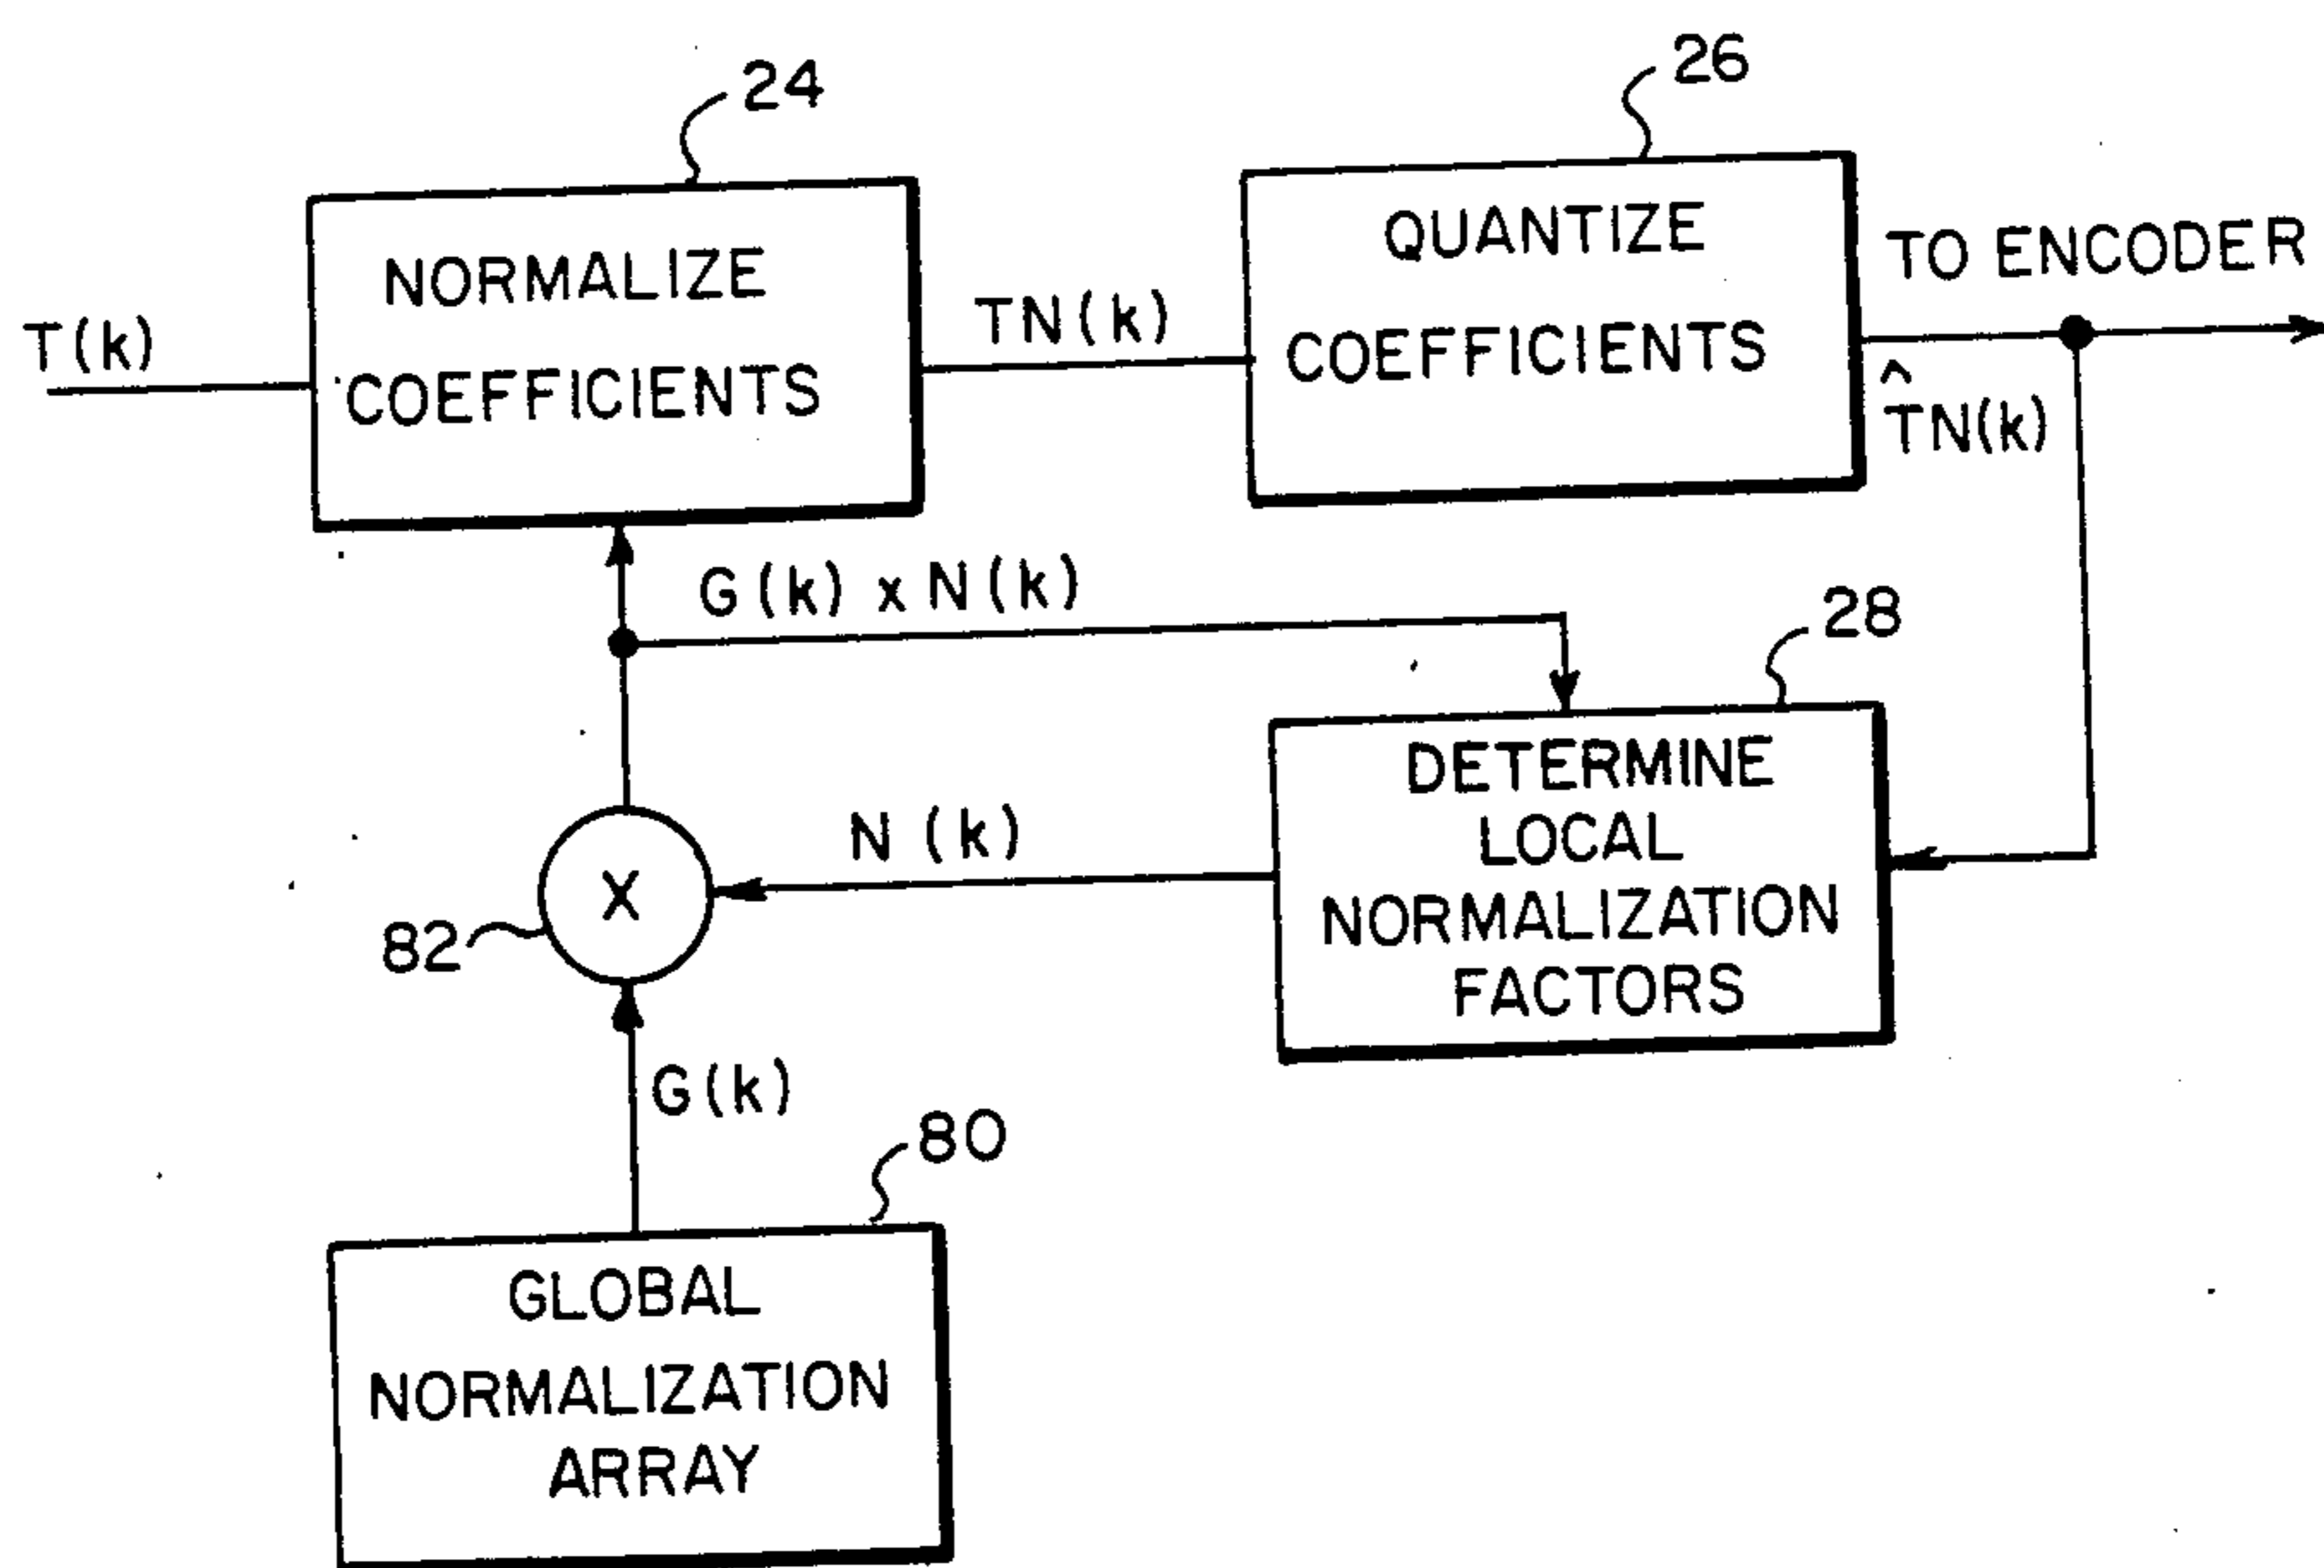 24
26
NORMALIZE
COEFFICIENTS
QUANTIZE
COEFFICIENTS
TO ENCODER
T(k)
TN(k)
^
TN(k)
G(k) x N(k)
28
DETERMINE
LOCAL
NORMALIZATION
FACTORS
N (k)
X
82
G(k)
80
GLOBAL
NORMALIZATION
ARRAY